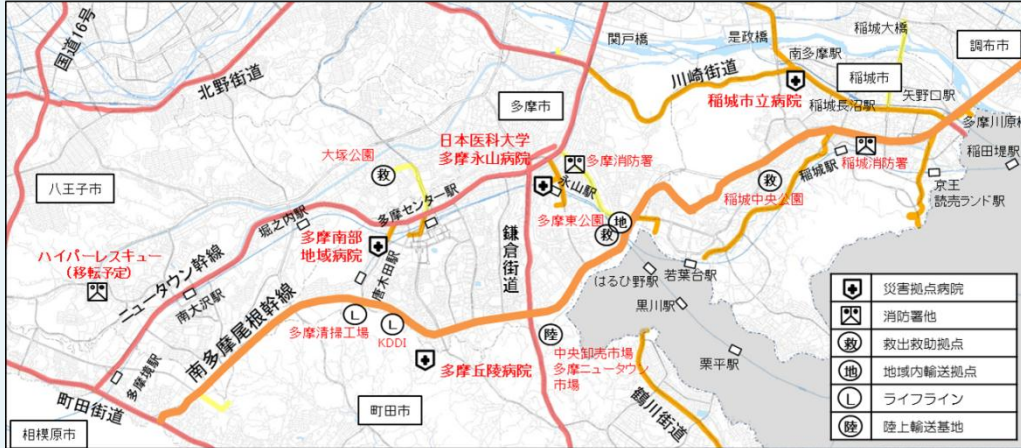 国道16号
北野街道
関戸橋
是政橋
稲城大橋
調布市
南多摩駅
川崎街道
稲城市
多摩市
稲城市立病院
稲城長沼駅
矢野口駅
多摩川原橋
日本医科大学
多摩永山病院
大塚公園
救
多摩消防署
稲城駅
稲城消防署
稲田堤駅
八王子市
多摩センター駅
永山駅
救
稲城中央公園
京王
読売ランド駅
堀之内駅
多摩東公園
地
救
多摩南部
地域病院
鎌倉街道
ハイパーレスキュー
(移転予定)
ニュータウン幹線
唐木田駅
はるひ野駅
若葉台駅
南大沢駅
黒川駅
南多摩尾根幹線
L
多摩清掃工場
L
KDDI
陸
中央卸売市場
多摩ニュータウン
市場
栗平駅
多摩境駅
多摩丘陵病院
町田街道
町田市
鶴川街道
相模原市
災害拠点病院
消防署他
救
救出救助拠点
地
地域内輸送拠点
L
ライフライン
陸
陸上輸送基地